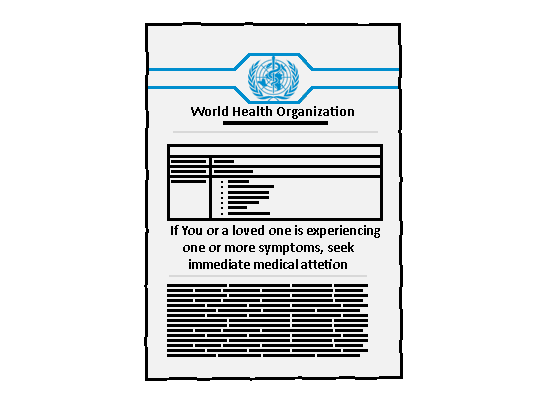 World Health Organization
If You or a loved one is experiencing
one or more symptoms, seek
immediate medical attetion